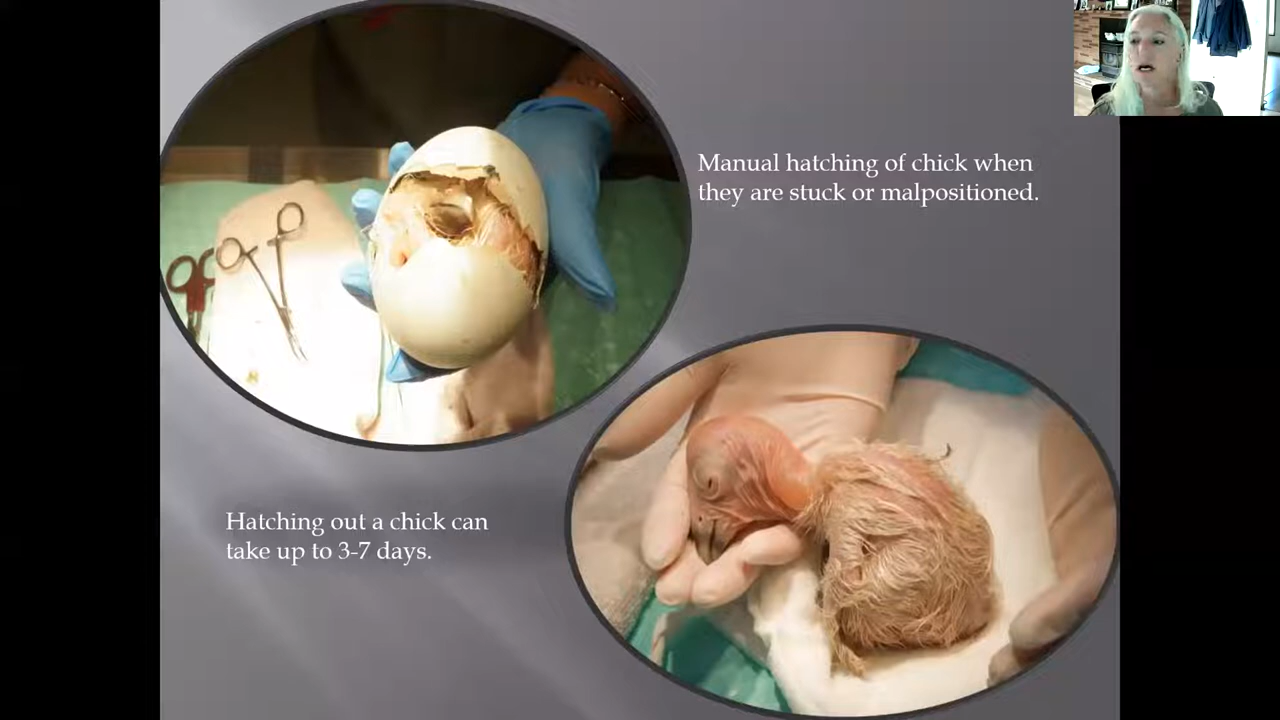 Manual hatching of chick when
they are stuck or malpositioned.
Hatching out a chick can
take up to 3-7 days.